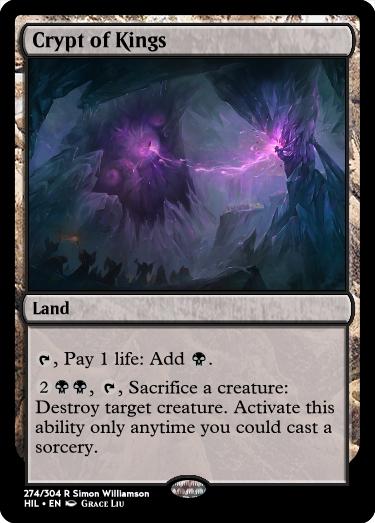 Crypt of Kings
Land
, Pay 1 life: Add .
2 , , Sacrifice a creature:
Destroy target creature. Activate this
ability only anytime you could cast a
sorcery.
274/304 R Simon Williamson
HIL • EN Grace Liu